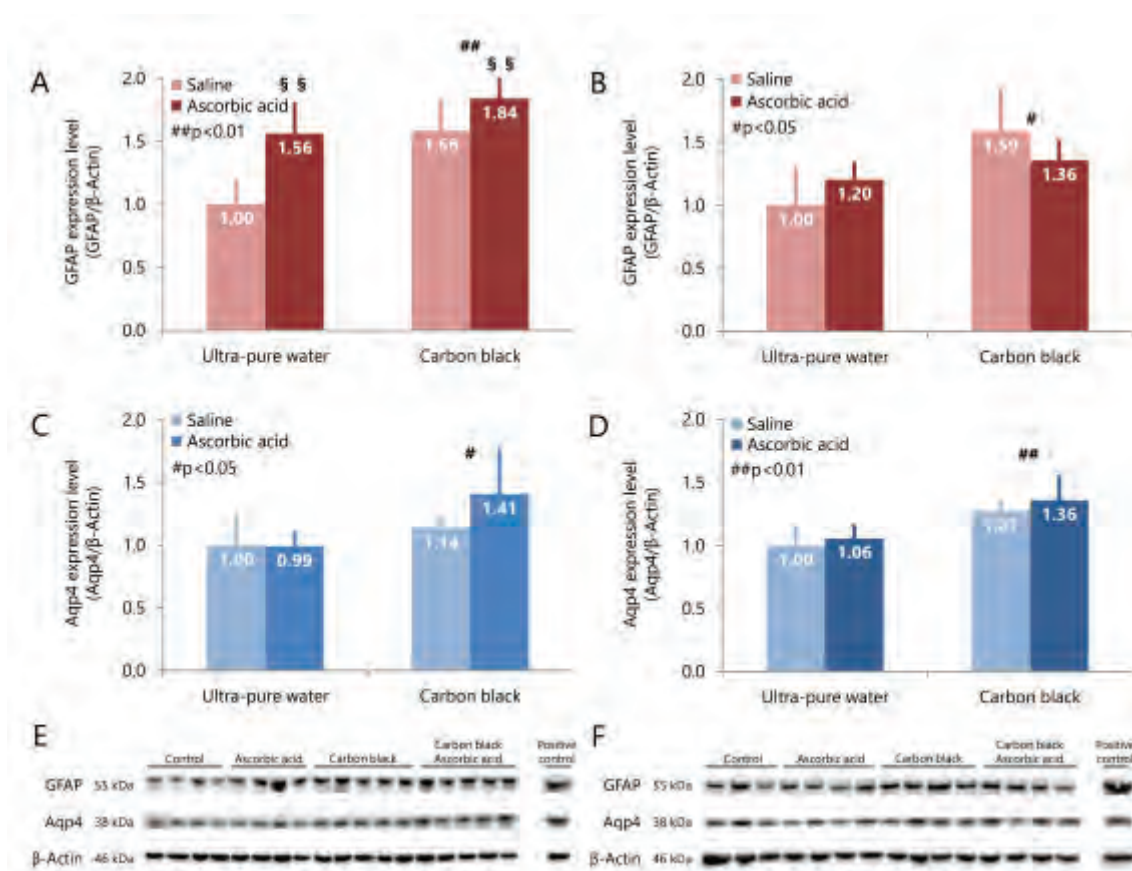 A
Saline
Ascorbic acid
##p<0.01
GFAP expression level
(GFAP/β-Actin)
2.0
1.5
1.0
0.5
0.0
§ §
##
§ §
1.00
1.56
1.84
Ultra-pure water
Carbon black
B
Saline
Ascorbic acid
#p<0.05
GFAP expression level
(GFAP/β-Actin)
2.0
1.5
1.0
0.5
0.0
#
1.00
1.20
1.59
1.36
Ultra-pure water
Carbon black
C
Saline
Ascorbic acid
#p<0.05
Aqp4 expression level
(Aqp4/β-Actin)
2.0
1.5
1.0
0.5
0.0
#
1.00
0.99
1.14
1.41
Ultra-pure water
Carbon black
D
Saline
Ascorbic acid
##p<0.01
Aqp4 expression level
(Aqp4/β-Actin)
2.0
1.5
1.0
0.5
0.0
##
1.00
1.06
1.36
Ultra-pure water
Carbon black
E
Control
Ascorbic acid
Carbon black
Carbon black
Ascorbic acid
Positive
control
GFAP 55 kDa
Aqp4 38 kDa
β-Actin 46 kDa
F
Control
Ascorbic acid
Carbon black
Carbon black
Ascorbic acid
Positive
control
GFAP 55 kDa
Aqp4 38 kDa
β-Actin 46 kDa